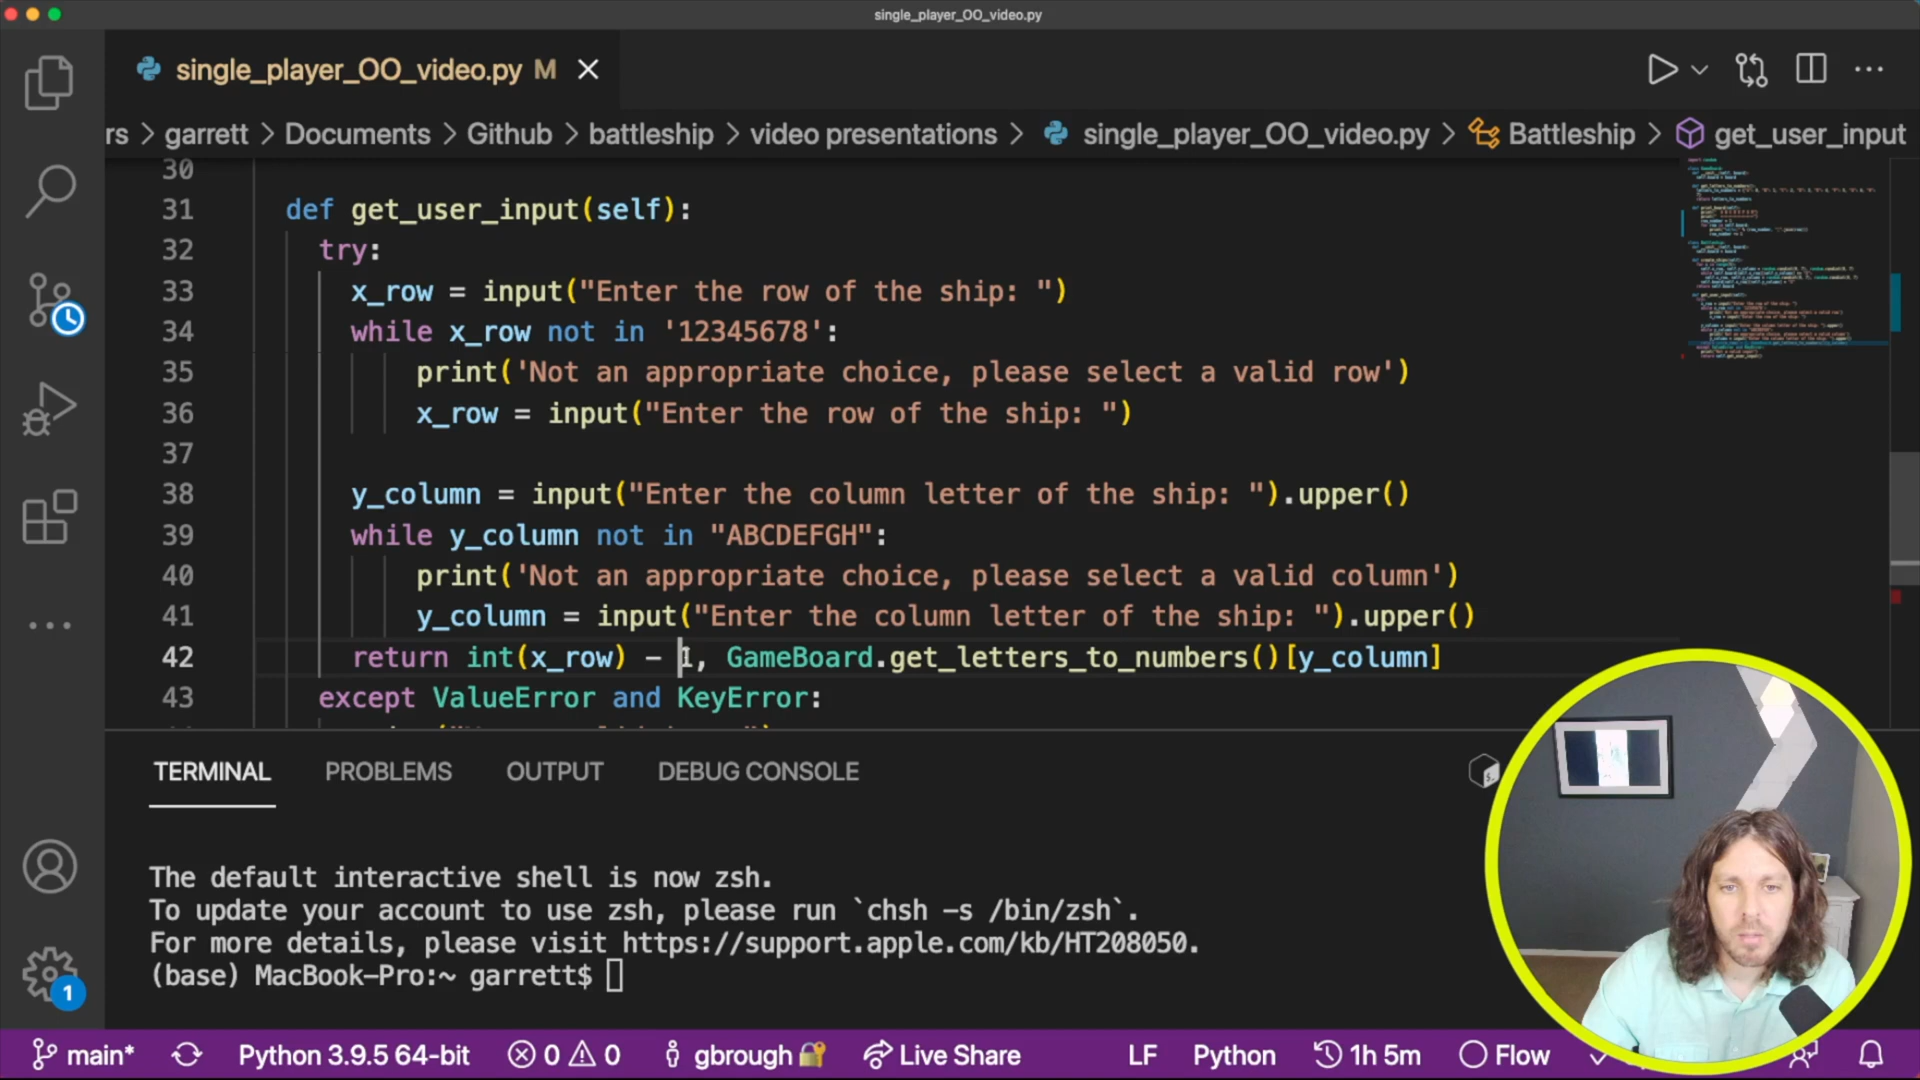 single_player_OO_video.py
single_player_OO_video.py M
rs > garrett > Documents > Github > battleship > video presentations > single_player_OO_video.py > Battleship > get_user_input
30
31 def get_user_input(self):
32 try:
33 x_row = input("Enter the row of the ship: ")
34 while x_row not in '12345678':
35 print('Not an appropriate choice, please select a valid row')
36 x_row = input("Enter the row of the ship: ")
37
38 y_column = input("Enter the column letter of the ship: ").upper()
39 while y_column not in "ABCDEFGH":
40 print('Not an appropriate choice, please select a valid column')
41 y_column = input("Enter the column letter of the ship: ").upper()
42 return int(x_row) - 1, GameBoard.get_letters_to_numbers()[y_column]
43 except ValueError and KeyError:
TERMINAL PROBLEMS OUTPUT DEBUG CONSOLE
The default interactive shell is now zsh.
To update your account to use zsh, please run `chsh -s /bin/zsh`.
For more details, please visit https://support.apple.com/kb/HT208050.
(base) MacBook-Pro:~ garrett$
1
main* Python 3.9.5 64-bit 0 0 gbrough Live Share LF Python 1h 5m Flow